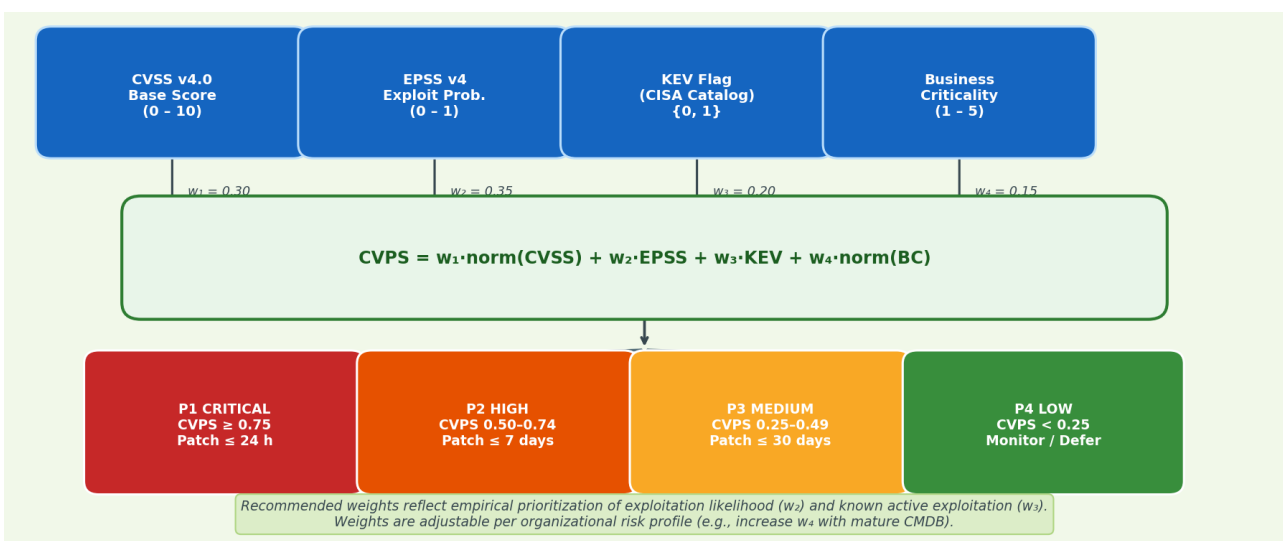 CVSS v4.0
Base Score
(0 – 10)
EPSS v4
Exploit Prob.
(0 – 1)
KEV Flag
(CISA Catalog)
{0, 1}
Business
Criticality
(1 – 5)
w₁ = 0.30
w₂ = 0.35
w₃ = 0.20
w₄ = 0.15
CVPS = w₁·norm(CVSS) + w₂·EPSS + w₃·KEV + w₄·norm(BC)
P1 CRITICAL
CVPS ≥ 0.75
Patch ≤ 24 h
P2 HIGH
CVPS 0.50–0.74
Patch ≤ 7 days
P3 MEDIUM
CVPS 0.25–0.49
Patch ≤ 30 days
P4 LOW
CVPS < 0.25
Monitor / Defer
Recommended weights reflect empirical prioritization of exploitation likelihood (w₂) and known active exploitation (w₃).
Weights are adjustable per organizational risk profile (e.g., increase w₄ with mature CMDB).